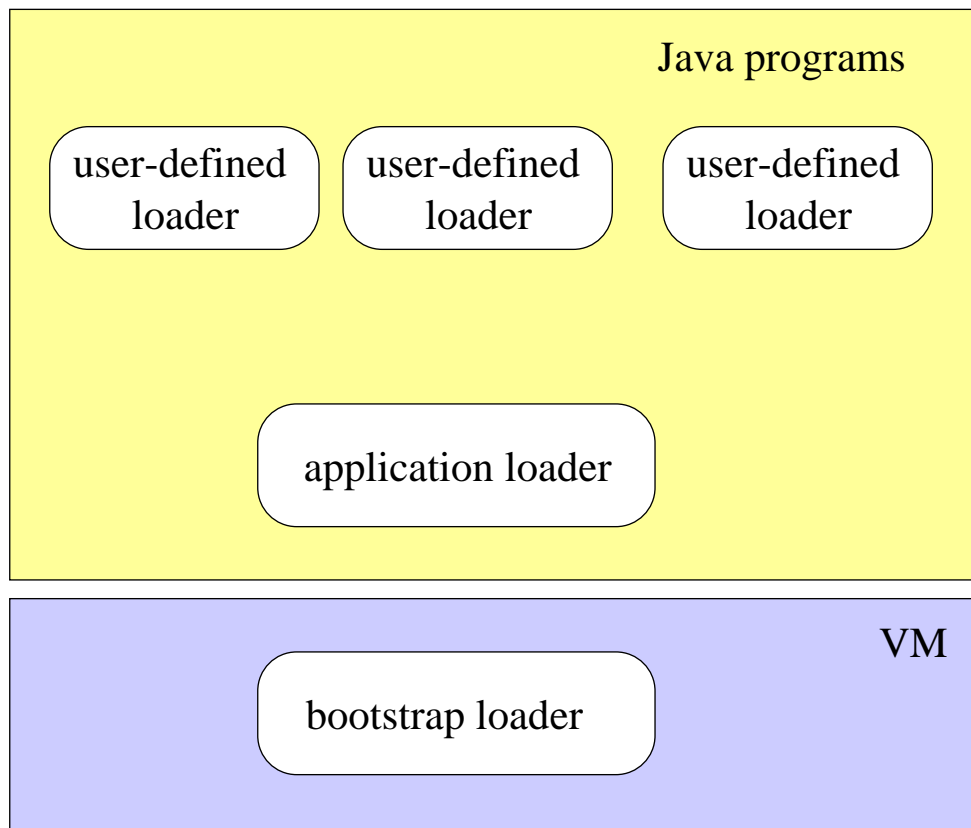 Java programs
user-defined
loader
user-defined
loader
user-defined
loader
application loader
VM
bootstrap loader